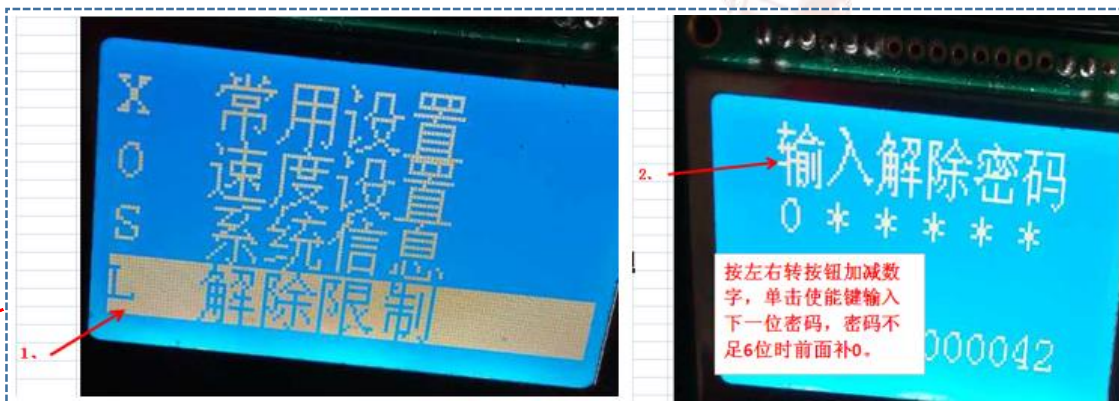 X 常用设置
O 速度设置
S 系统信息
L 解除限制
1、
2、
输入解除密码
0 * * * * *
按左右转按钮加减数
字，单击使能键输入
下一位密码，密码不
足6位时前面补0。
000042